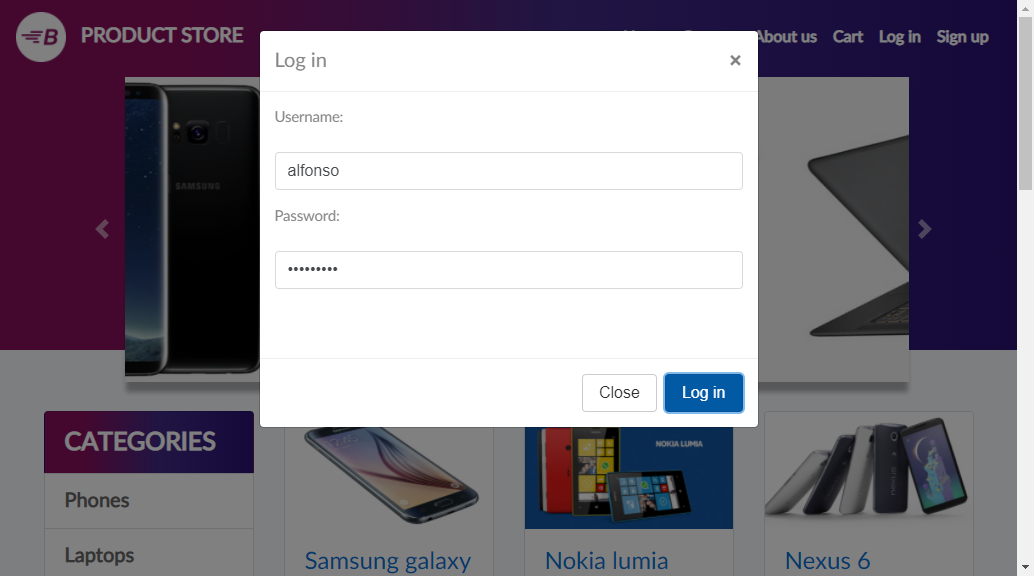 B PRODUCT STORE
About us Cart Log in Sign up
Log in ×
Username:
alfonso
Password:
•••••••••
Close Log in
SAMSUNG
CATEGORIES
Phones
Laptops
NOKIA LUMIA
Samsung galaxy
Nokia lumia
Nexus 6